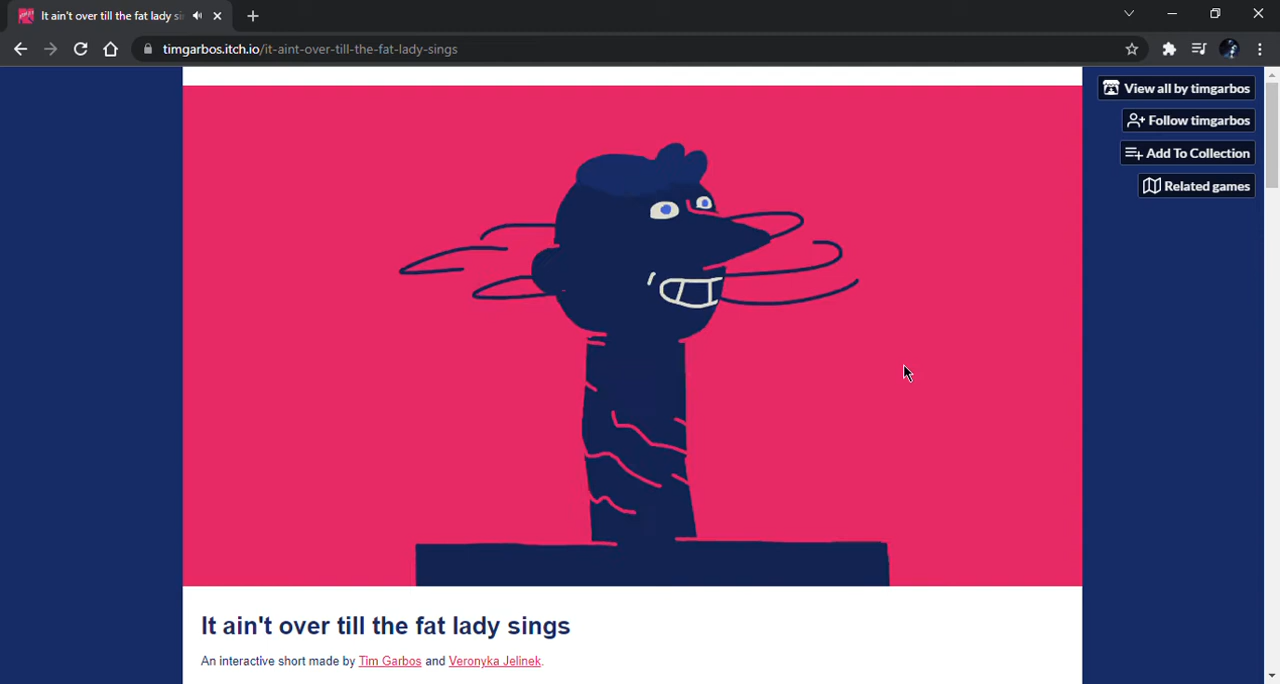 It ain't over till the fat lady si
timgarbos.itch.io/it-aint-over-till-the-fat-lady-sings
View all by timgarbos
Follow timgarbos
Add To Collection
Related games
It ain't over till the fat lady sings
An interactive short made by Tim Garbos and Veronyka Jelinek.